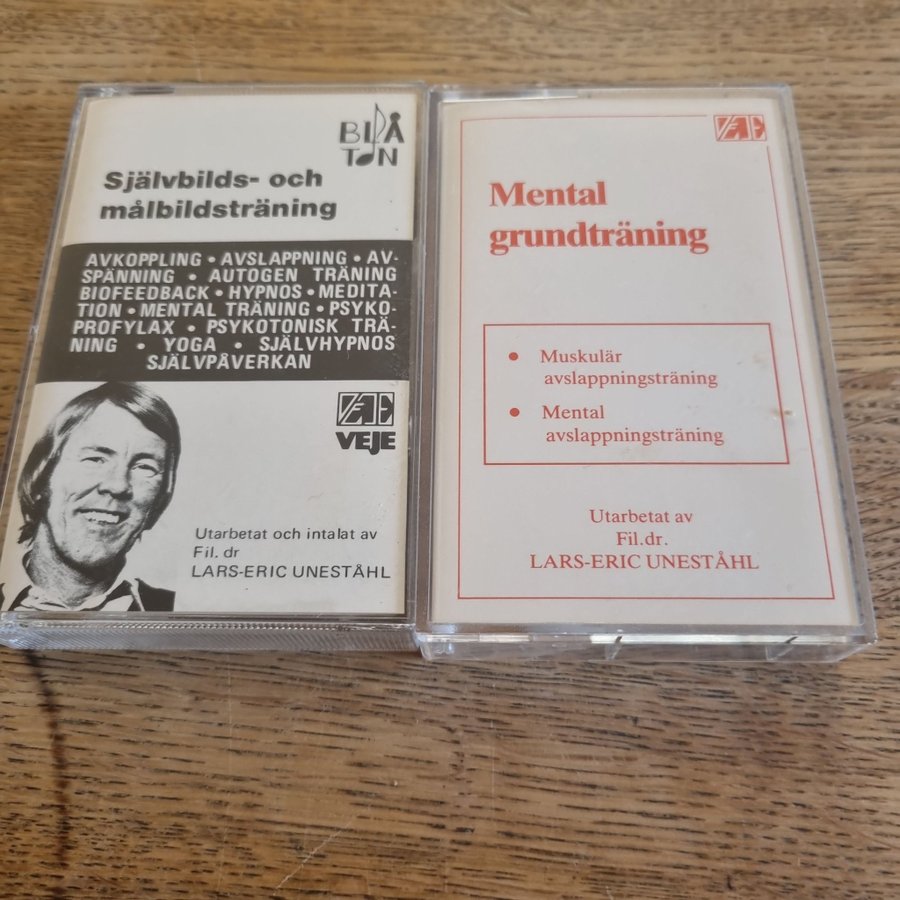 BLÅ
TON
Självbilds- och
målbildsträning
AVKOPPLING • AVSLAPPNING • AV-
SPÄNNING • AUTOGEN TRÄNING
BIOFEEDBACK • HYPNOS • MEDITA-
TION • MENTAL TRÄNING • PSYKO-
PROFYLAX • PSYKOTONISK TRÄ-
NING • YOGA • SJÄLVHYPNOS
SJÄLVPÅVERKAN
VEJE
Utarbetat och intalat av
Fil. dr
LARS-ERIC UNESTÅHL
Mental
grundträning
• Muskulär
avslappningsträning
• Mental
avslappningsträning
Utarbetat av
Fil.dr.
LARS-ERIC UNESTÅHL